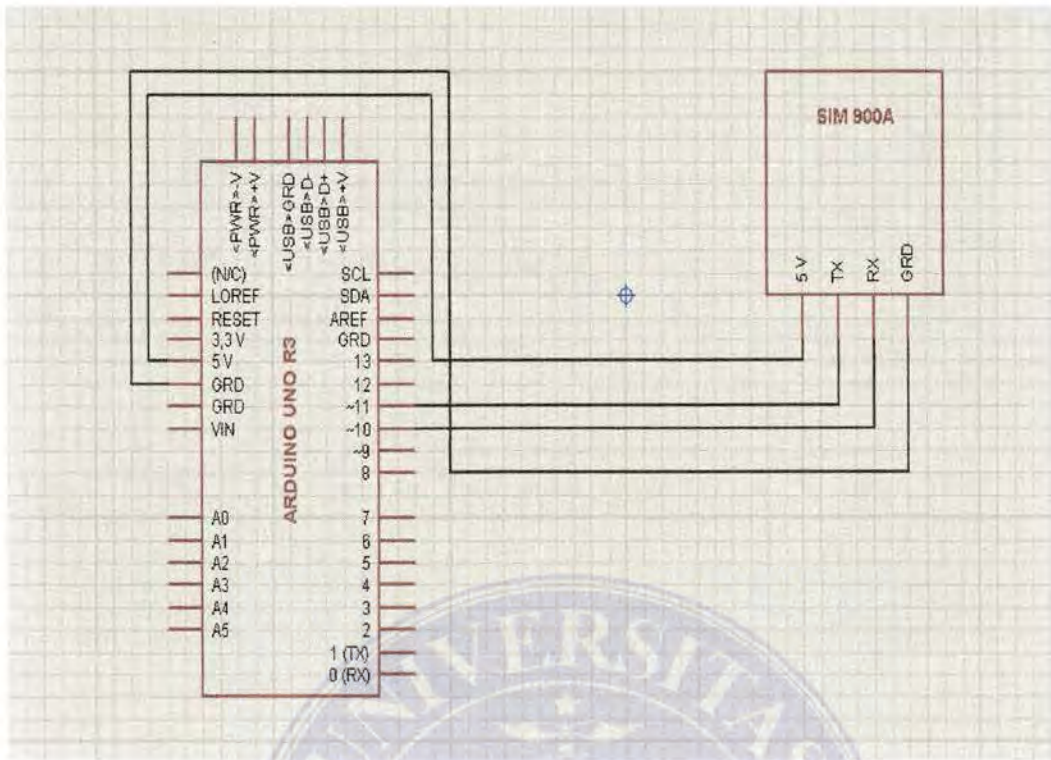 SIM 900A
5 V
TX
RX
GRD
<PWR>-V
<PWR>+V
<USB>GRD
<USB>D-
<USB>D+
<USB>+V
ARDUINO UNO R3
(N/C)
LOREF
RESET
3,3 V
5 V
GRD
GRD
VIN
A0
A1
A2
A3
A4
A5
SCL
SDA
AREF
GRD
13
12
~11
~10
~9
8
7
6
5
4
3
2
1 (TX)
0 (RX)
UNIVERSITAS